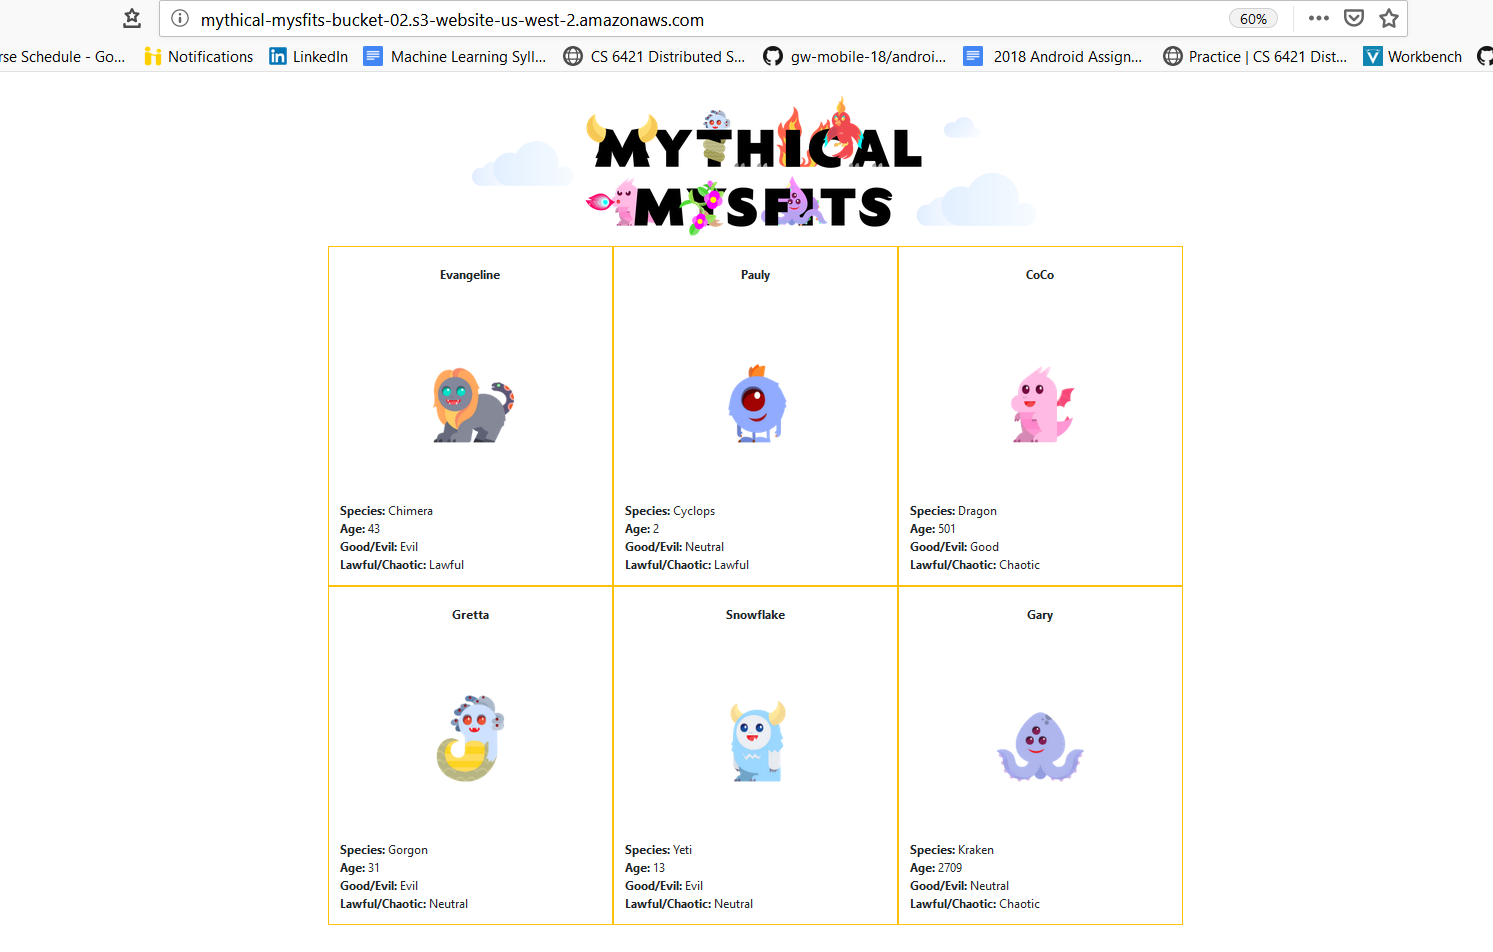 mythical-mysfits-bucket-02.s3-website-us-west-2.amazonaws.com 60%
rse Schedule - Go... Notifications LinkedIn Machine Learning Syll... CS 6421 Distributed S... gw-mobile-18/androi... 2018 Android Assign... Practice | CS 6421 Dist... Workbench
MYTHICAL
MYSFITS
Evangeline Pauly CoCo
Species: Chimera Species: Cyclops Species: Dragon
Age: 43 Age: 2 Age: 501
Good/Evil: Evil Good/Evil: Neutral Good/Evil: Good
Lawful/Chaotic: Lawful Lawful/Chaotic: Lawful Lawful/Chaotic: Chaotic
Gretta Snowflake Gary
Species: Gorgon Species: Yeti Species: Kraken
Age: 31 Age: 13 Age: 2709
Good/Evil: Evil Good/Evil: Evil Good/Evil: Neutral
Lawful/Chaotic: Neutral Lawful/Chaotic: Neutral Lawful/Chaotic: Chaotic